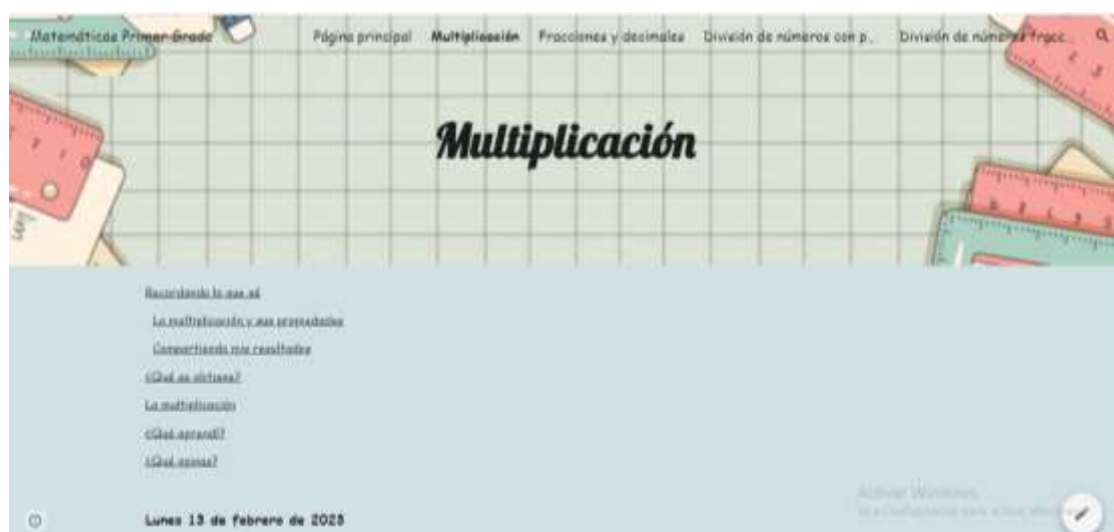 Matemáticas Primer Grado Página principal Multiplicación Fracciones y decimales División de números con p... División de números fracc...
Multiplicación
Recordando lo que sé
La multiplicación y sus propiedades
Compartiendo mis resultados
¿Qué se obtiene?
La multiplicación
¿Qué aprendí?
¿Qué opinas?
Activar Windows
Lunes 13 de febrero de 2023